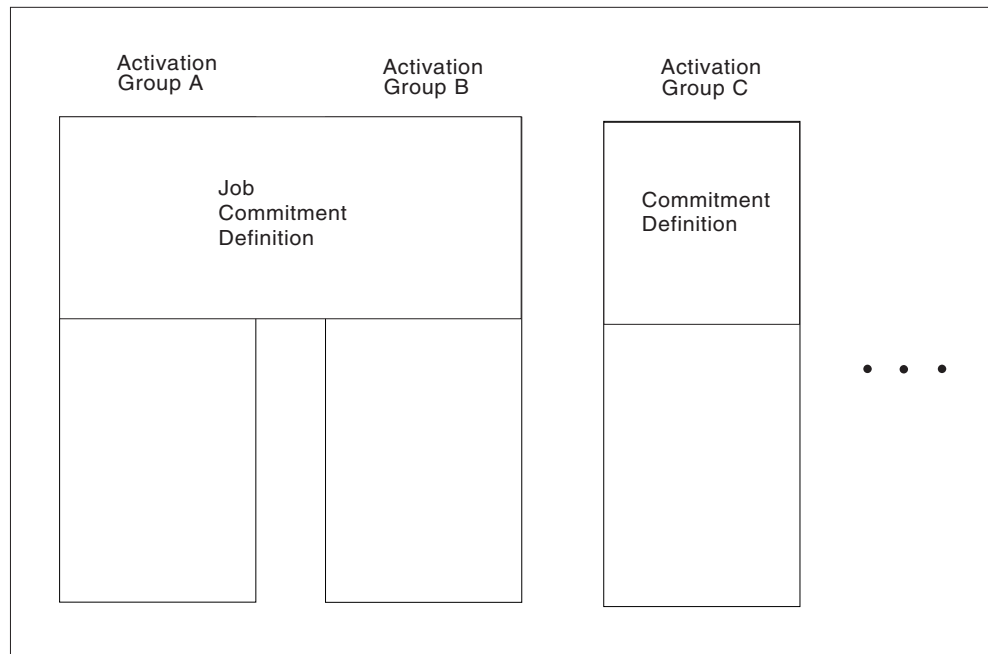 Activation
Group A
Activation
Group B
Activation
Group C
Job
Commitment
Definition
Commitment
Definition